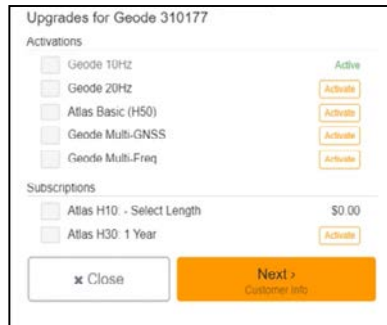 Upgrades for Geode 310177
Activations
Geode 10Hz Active
Geode 20Hz Activate
Atlas Basic (H50) Activate
Geode Multi-GNSS Activate
Geode Multi-Freq Activate
Subscriptions
Atlas H10: - Select Length $0.00
Atlas H30: 1 Year Activate
× Close
Next ›
Customer Info